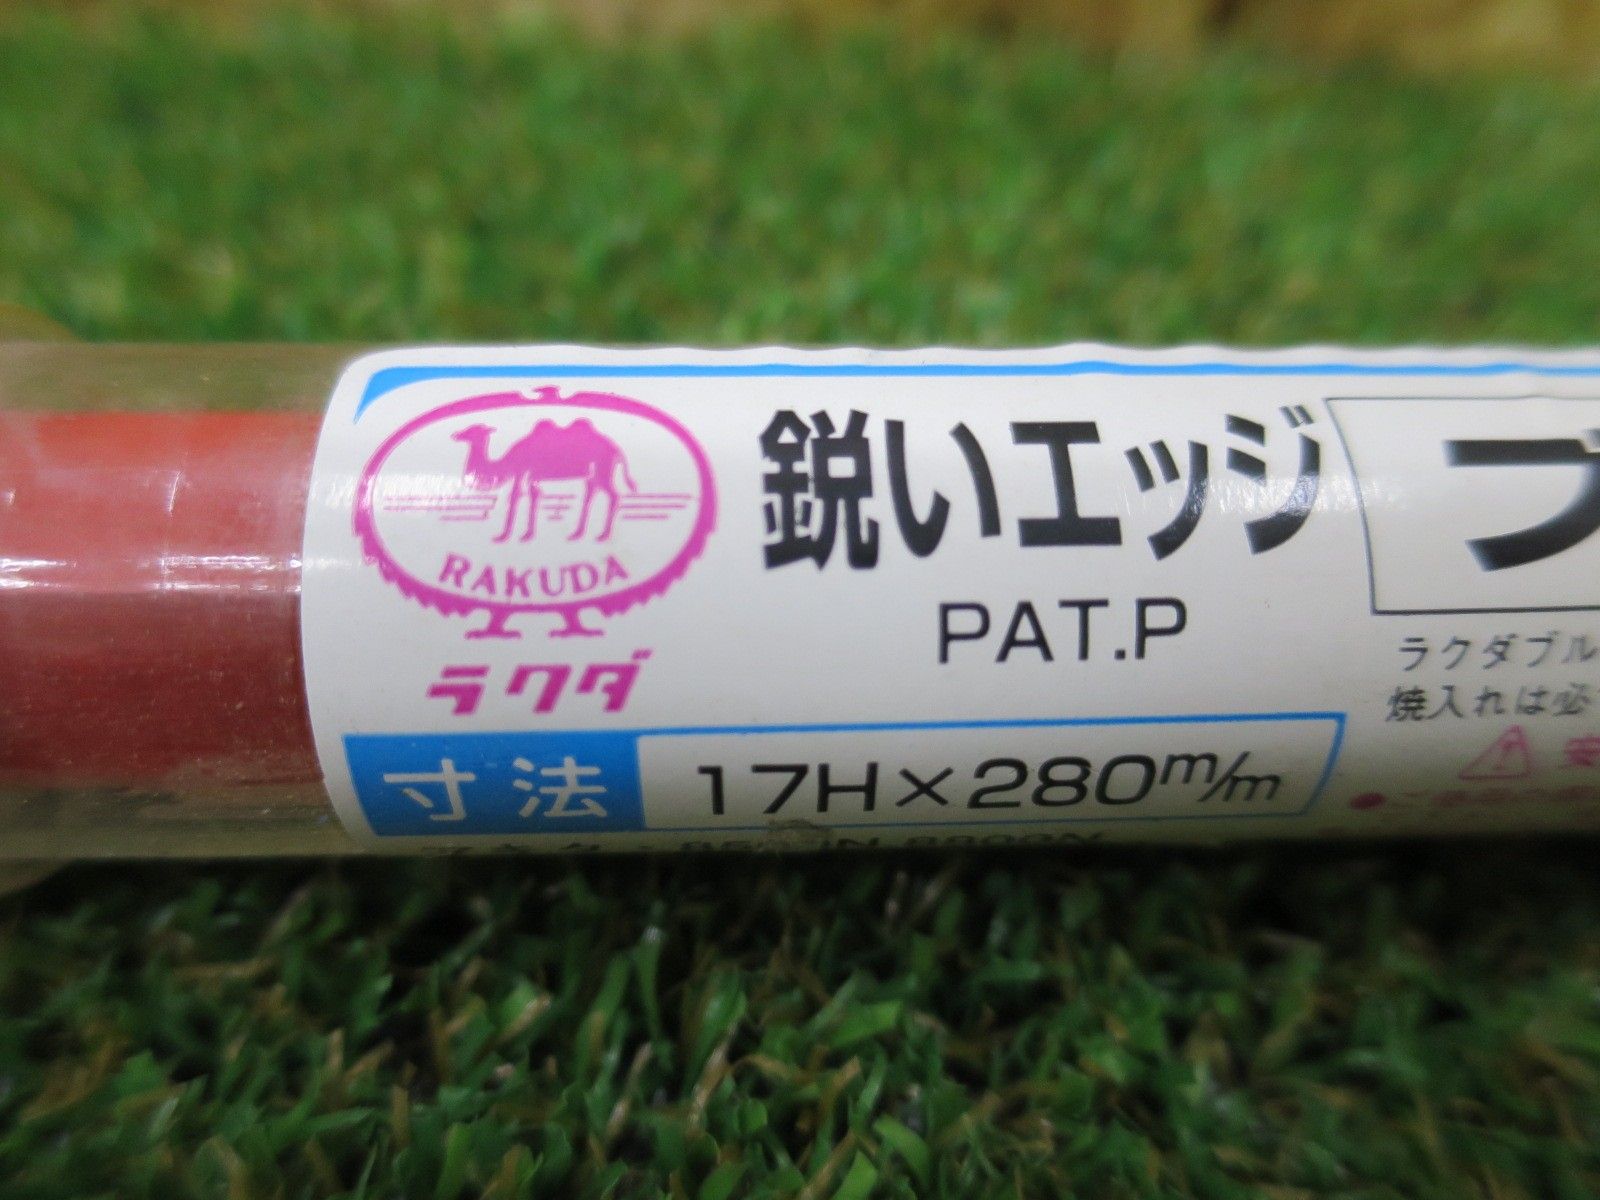 RAKUDA
ラクダ
鋭いエッジ
PAT.P
ブ
ラクダブル
焼入れは必
寸法 17H×280m/m